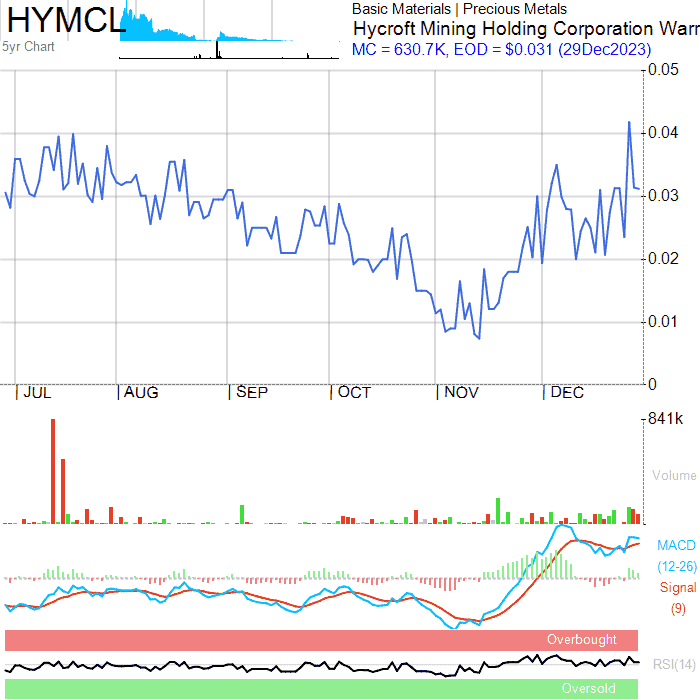 HYMCL
5yr Chart
Basic Materials | Precious Metals
Hycroft Mining Holding Corporation Warr
MC = 630.7K, EOD = $0.031 (29Dec2023)
0.05
0.04
0.03
0.02
0.01
0
JUL AUG SEP OCT NOV DEC
841k
Volume
MACD
(12-26)
Signal
(9)
Overbought
RSI(14)
Oversold